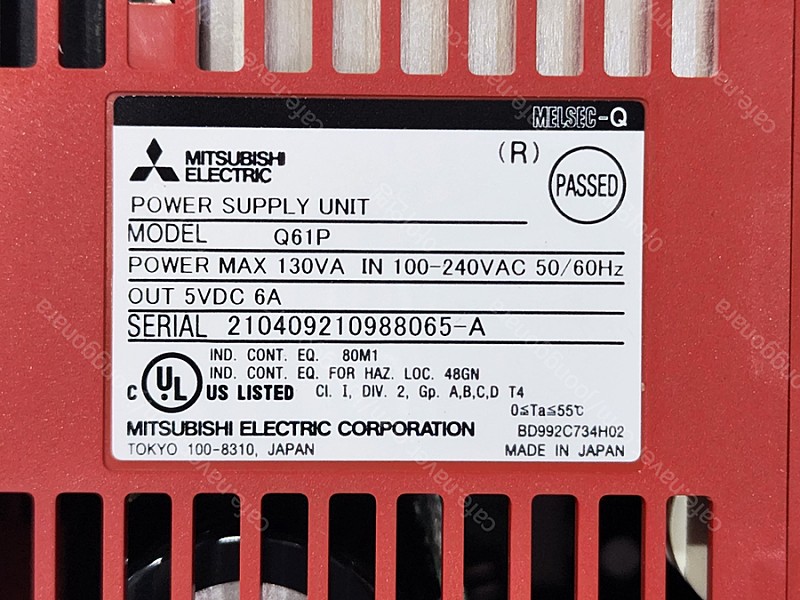 MELSEC-Q
MITSUBISHI
ELECTRIC
(R)
PASSED
POWER SUPPLY UNIT
MODEL Q61P
POWER MAX 130VA IN 100-240VAC 50/60Hz
OUT 5VDC 6A
SERIAL 210409210988065-A
IND. CONT. EQ. 80M1
IND. CONT. EQ. FOR HAZ. LOC. 48GN
C UL US LISTED Cl. I, DIV. 2, Gp. A,B,C,D T4
0≦Ta≦55℃
MITSUBISHI ELECTRIC CORPORATION BD992C734H02
TOKYO 100-8310, JAPAN MADE IN JAPAN